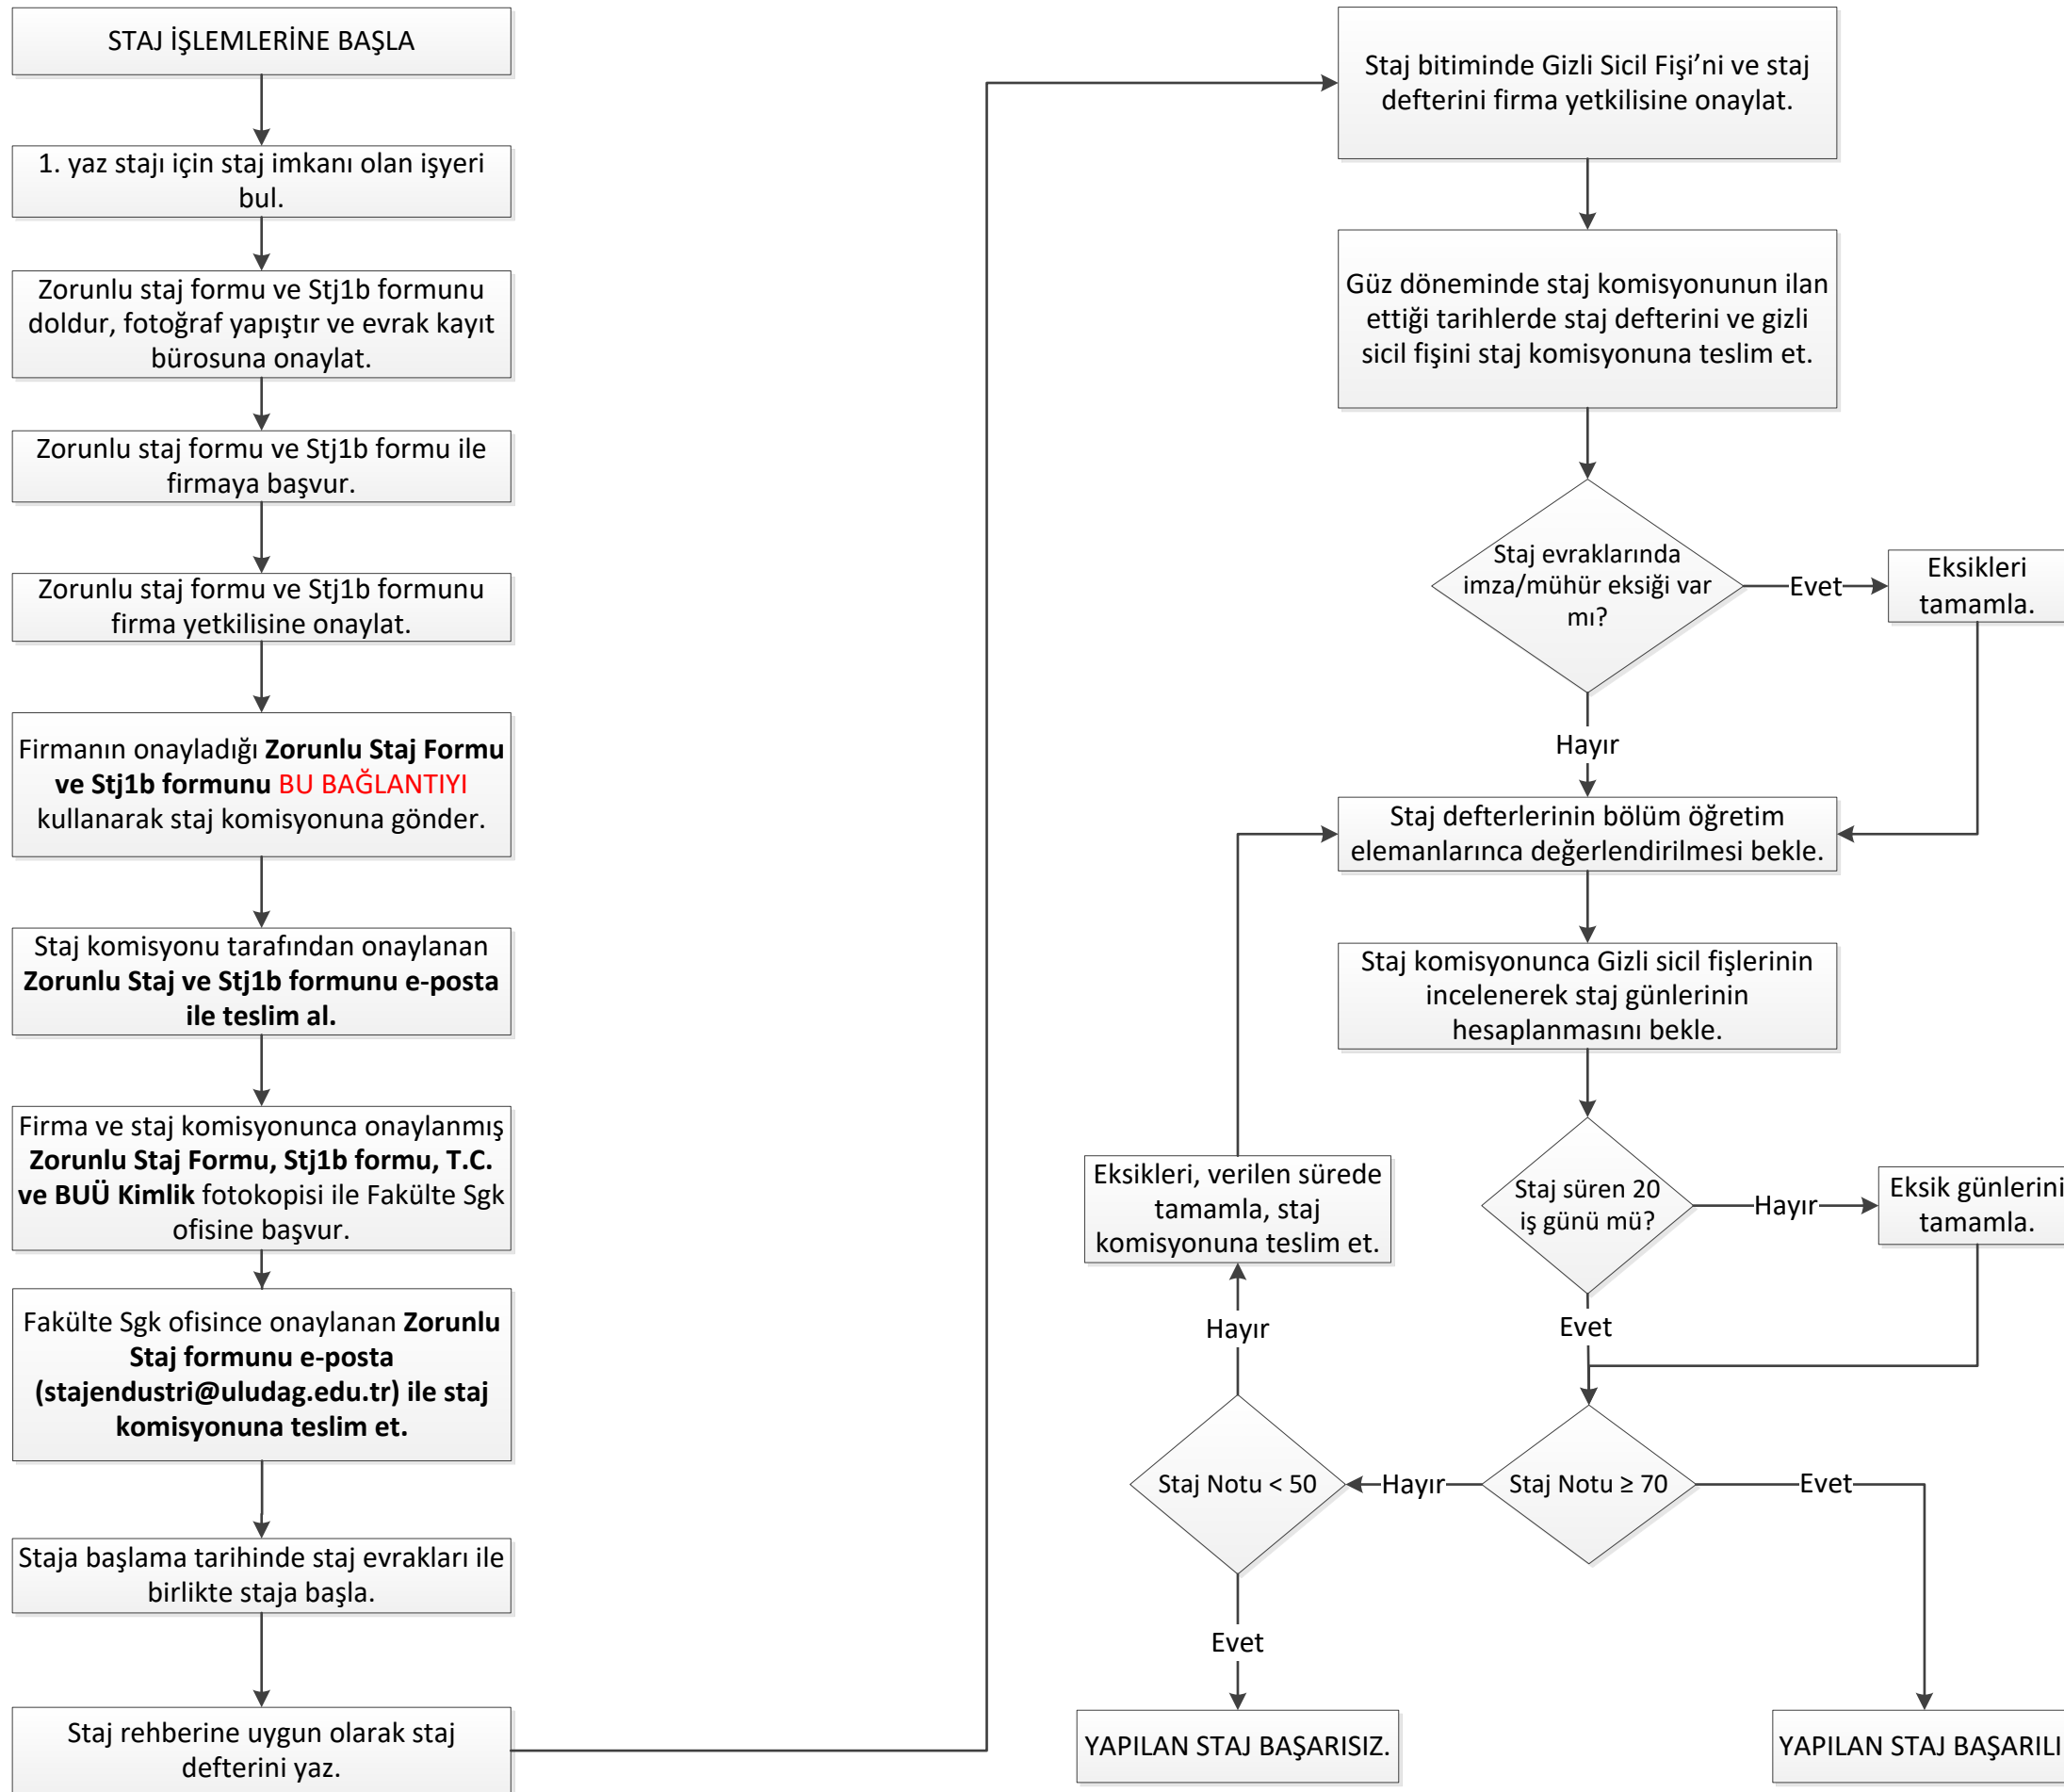 STAJ İŞLEMLERİNE BAŞLA
1. yaz stajı için staj imkanı olan işyeri
bul.
Zorunlu staj formu ve Stj1b formunu
doldur, fotoğraf yapıştır ve evrak kayıt
bürosuna onaylat.
Zorunlu staj formu ve Stj1b formu ile
firmaya başvur.
Zorunlu staj formu ve Stj1b formunu
firma yetkilisine onaylat.
Firmanın onayladığı Zorunlu Staj Formu
ve Stj1b formunu BU BAĞLANTIYI
kullanarak staj komisyonuna gönder.
Staj komisyonu tarafından onaylanan
Zorunlu Staj ve Stj1b formunu e-posta
ile teslim al.
Firma ve staj komisyonunca onaylanmış
Zorunlu Staj Formu, Stj1b formu, T.C.
ve BUÜ Kimlik fotokopisi ile Fakülte Sgk
ofisine başvur.
Fakülte Sgk ofisince onaylanan Zorunlu
Staj formunu e-posta
(stajendustri@uludag.edu.tr) ile staj
komisyonuna teslim et.
Staja başlama tarihinde staj evrakları ile
birlikte staja başla.
Staj rehberine uygun olarak staj
defterini yaz.
Staj bitiminde Gizli Sicil Fişi’ni ve staj
defterini firma yetkilisine onaylat.
Güz döneminde staj komisyonunun ilan
ettiği tarihlerde staj defterini ve gizli
sicil fişini staj komisyonuna teslim et.
Staj evraklarında
imza/mühür eksiği var
mı?
Evet
Eksikleri
tamamla.
Hayır
Staj defterlerinin bölüm öğretim
elemanlarınca değerlendirilmesi bekle.
Staj komisyonunca Gizli sicil fişlerinin
incelenerek staj günlerinin
hesaplanmasını bekle.
Staj süren 20
iş günü mü?
Hayır
Eksik günlerini
tamamla.
Evet
Eksikleri, verilen sürede
tamamla, staj
komisyonuna teslim et.
Hayır
Staj Notu < 50
Hayır
Staj Notu ≥ 70
Evet
Evet
YAPILAN STAJ BAŞARISIZ.
YAPILAN STAJ BAŞARILI